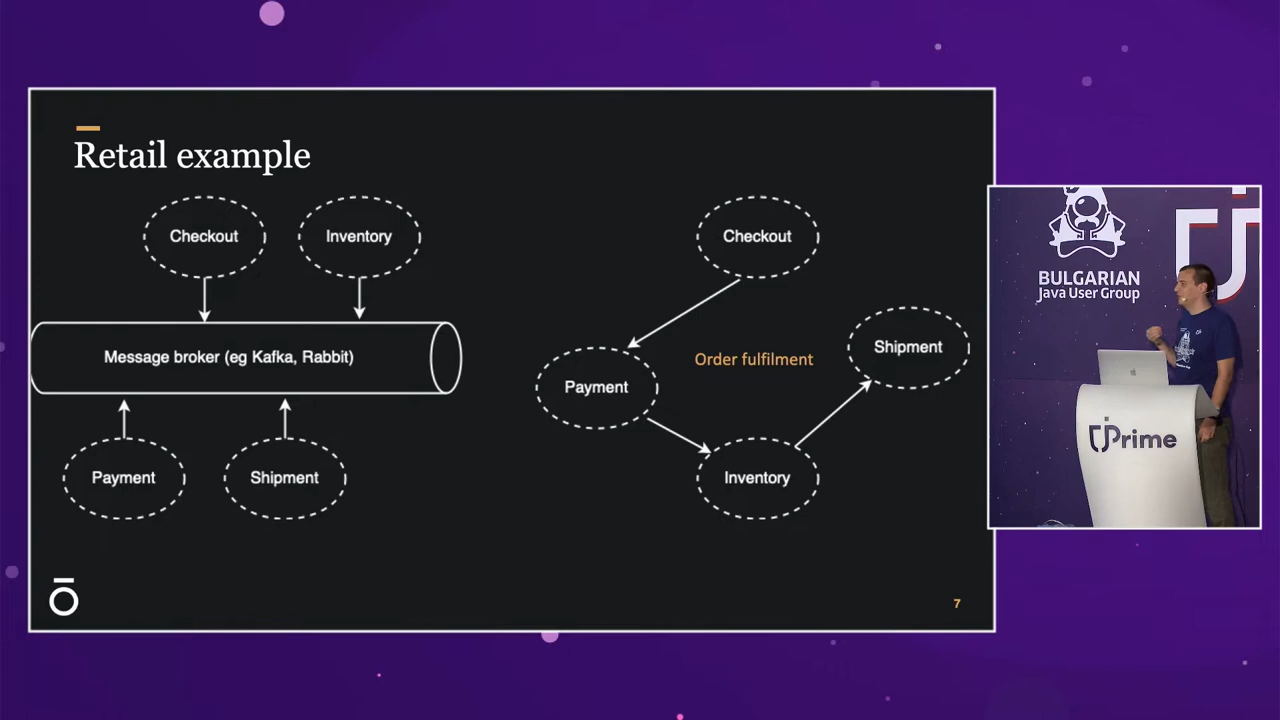 Retail example
Checkout
Inventory
Message broker (eg Kafka, Rabbit)
Payment
Shipment
Checkout
Shipment
Order fulfilment
Payment
Inventory
7
BULGARIAN
Java User Group
jPrime